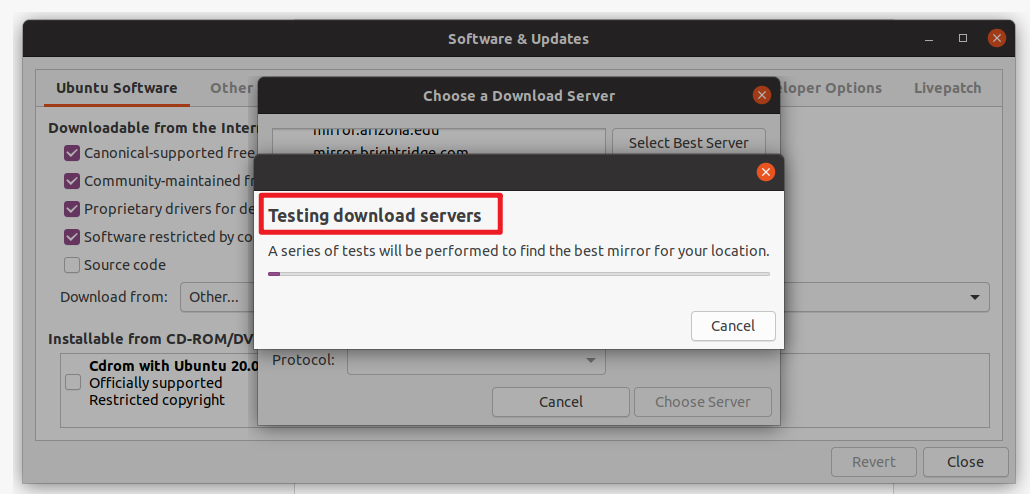 Software & Updates
Ubuntu Software
Other
eloper Options
Livepatch
Choose a Download Server
Downloadable from the Inter
Canonical-supported free
Community-maintained fr
Proprietary drivers for de
Software restricted by co
Source code
Download from:
Other...
mirror.arizona.edu
mirror.brightridge.com
Select Best Server
Testing download servers
A series of tests will be performed to find the best mirror for your location.
Cancel
Installable from CD-ROM/DV
Cdrom with Ubuntu 20.0
Officially supported
Restricted copyright
Protocol:
Cancel
Choose Server
Revert
Close